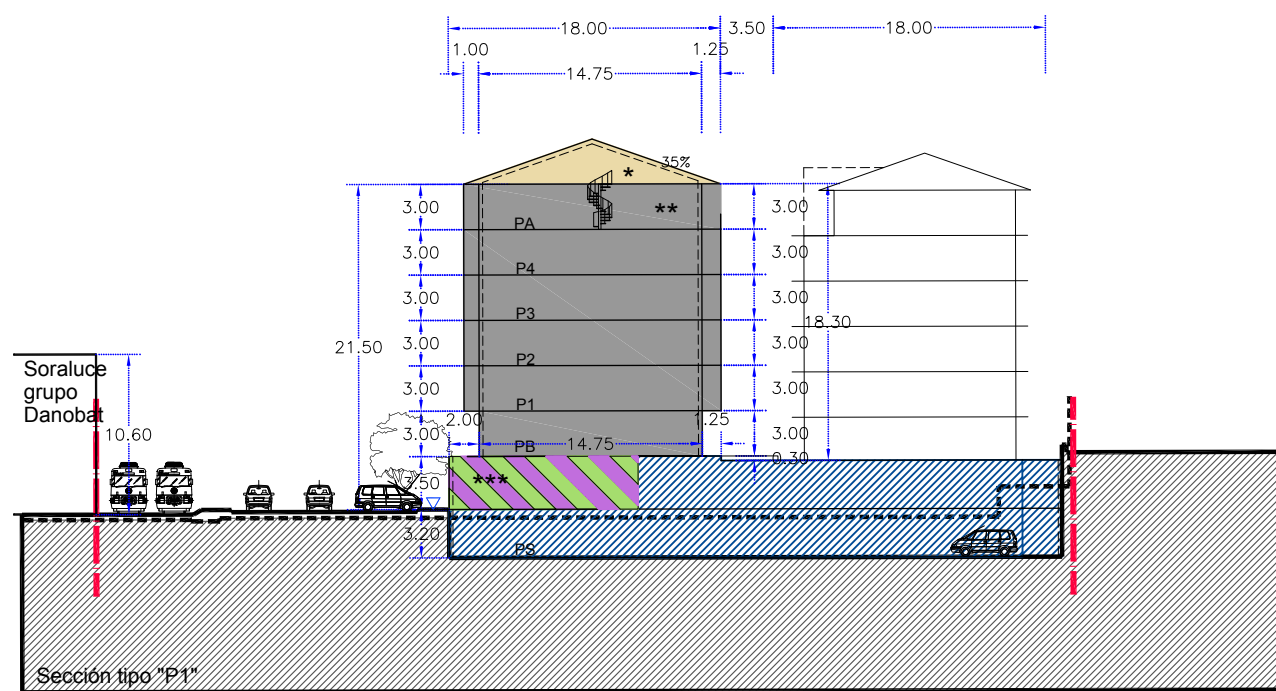 18.00
3.50
18.00
1.00
1.25
14.75
35%
*
**
3.00
PA
3.00
3.00
P4
3.00
3.00
P3
3.00
18.30
21.50
3.00
P2
3.00
Soraluce
grupo
Danobat
3.00
P1
3.00
2.00
1.25
10.60
3.00
PB
14.75
3.00
0.30
3.50
***
3.20
PS
Sección tipo "P1"